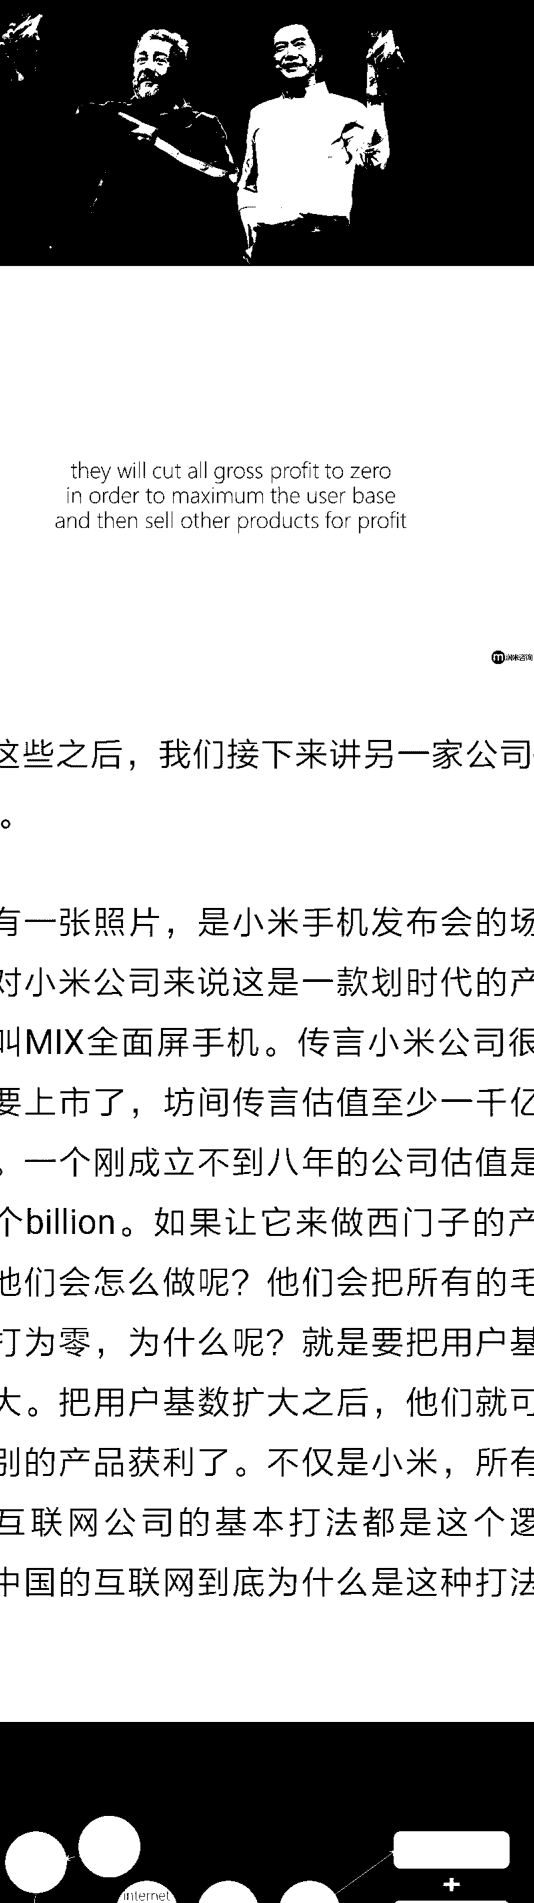 they will cut all gross profit to zero
in order to maximum the user base
and then sell other products for profit
润米咨询
这些之后，我们接下来讲另一家公司
。
有一张照片，是小米手机发布会的场
对小米公司来说这是一款划时代的产
叫MIX全面屏手机。传言小米公司很
要上市了，坊间传言估值至少一千亿
。一个刚成立不到八年的公司估值是
个billion。如果让它来做西门子的产
他们会怎么做呢？他们会把所有的毛
打为零，为什么呢？就是要把用户基
大。把用户基数扩大之后，他们就可
别的产品获利了。不仅是小米，所有
互联网公司的基本打法都是这个逻
中国的互联网到底为什么是这种打法
internet
+